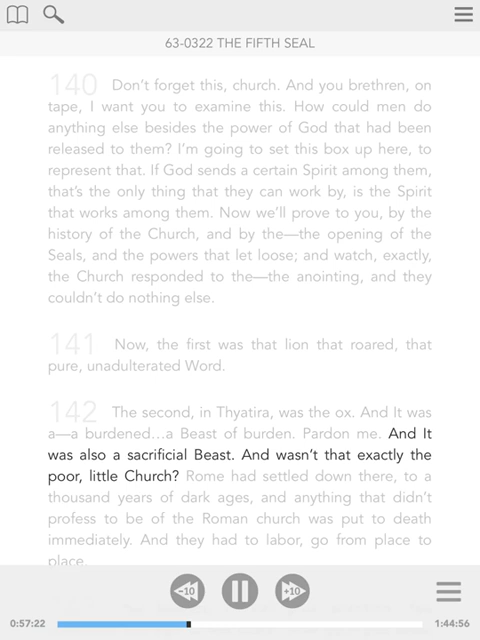 63-0322 THE FIFTH SEAL
140 Don't forget this, church. And you brethren, on
tape, I want you to examine this. How could men do
anything else besides the power of God that had been
released to them? I'm going to set this box up here, to
represent that. If God sends a certain Spirit among them,
that's the only thing that they can work by, is the Spirit
that works among them. Now we'll prove to you, by the
history of the Church, and by the—the opening of the
Seals, and the powers that let loose; and watch, exactly,
the Church responded to the—the anointing, and they
couldn't do nothing else.
141 Now, the first was that lion that roared, that
pure, unadulterated Word.
142 The second, in Thyatira, was the ox. And It was
a—a burdened…a Beast of burden. Pardon me. And It
was also a sacrificial Beast. And wasn't that exactly the
poor, little Church? Rome had settled down there, to a
thousand years of dark ages, and anything that didn't
profess to be of the Roman church was put to death
immediately. And they had to labor, go from place to
place.
-10
+10
0:57:22
1:44:56